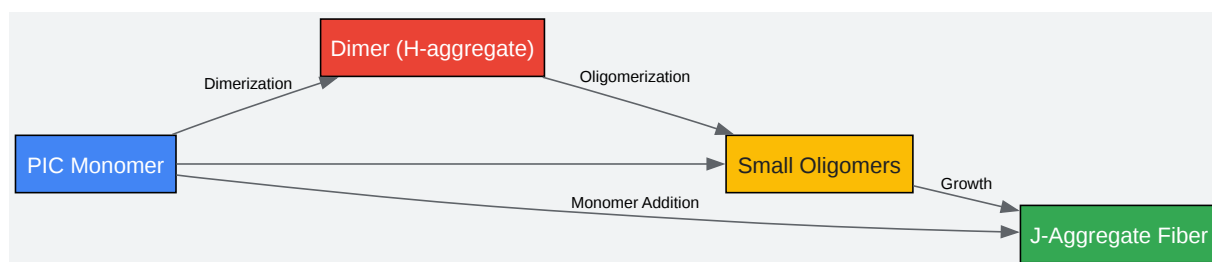 Dimer (H-aggregate)
Dimerization
Oligomerization
PIC Monomer
Small Oligomers
Growth
Monomer Addition
J-Aggregate Fiber